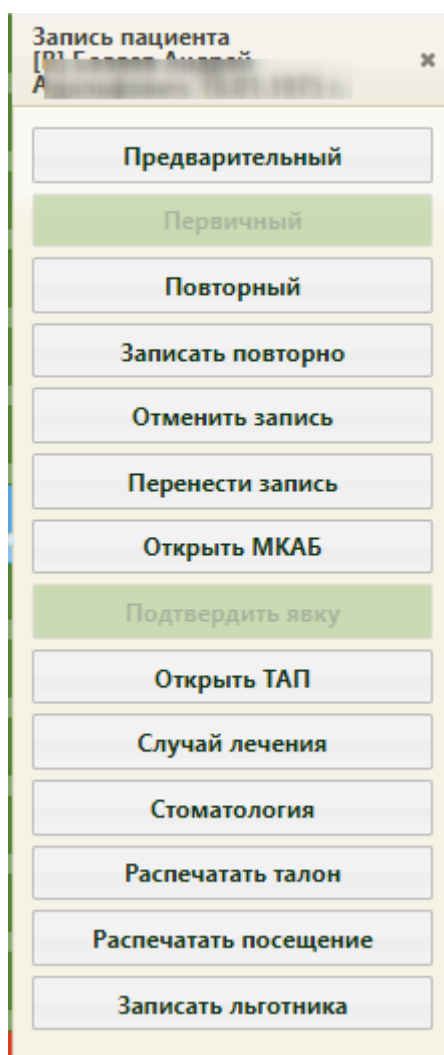 Запись пациента
Предварительный
Первичный
Повторный
Записать повторно
Отменить запись
Перенести запись
Открыть МКАБ
Подтвердить явку
Открыть ТАП
Случай лечения
Стоматология
Распечатать талон
Распечатать посещение
Записать льготника